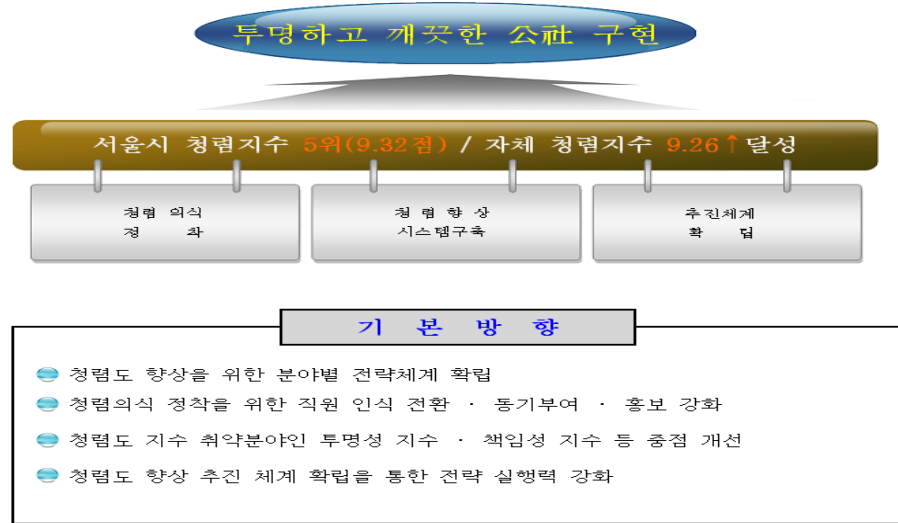 투명하고 깨끗한 公社 구현
서울시 청렴지수 5위(9.32점) / 자체 청렴지수 9.26↑달성
청렴 의식
정 착
청 렴 향 상
시스템구축
추진체계
확 립
기 본 방 향
청렴도 향상을 위한 분야별 전략체계 확립
청렴의식 정착을 위한 직원 인식 전환 · 동기부여 · 홍보 강화
청렴도 지수 취약분야인 투명성 지수 · 책임성 지수 등 중점 개선
청렴도 향상 추진 체계 확립을 통한 전략 실행력 강화